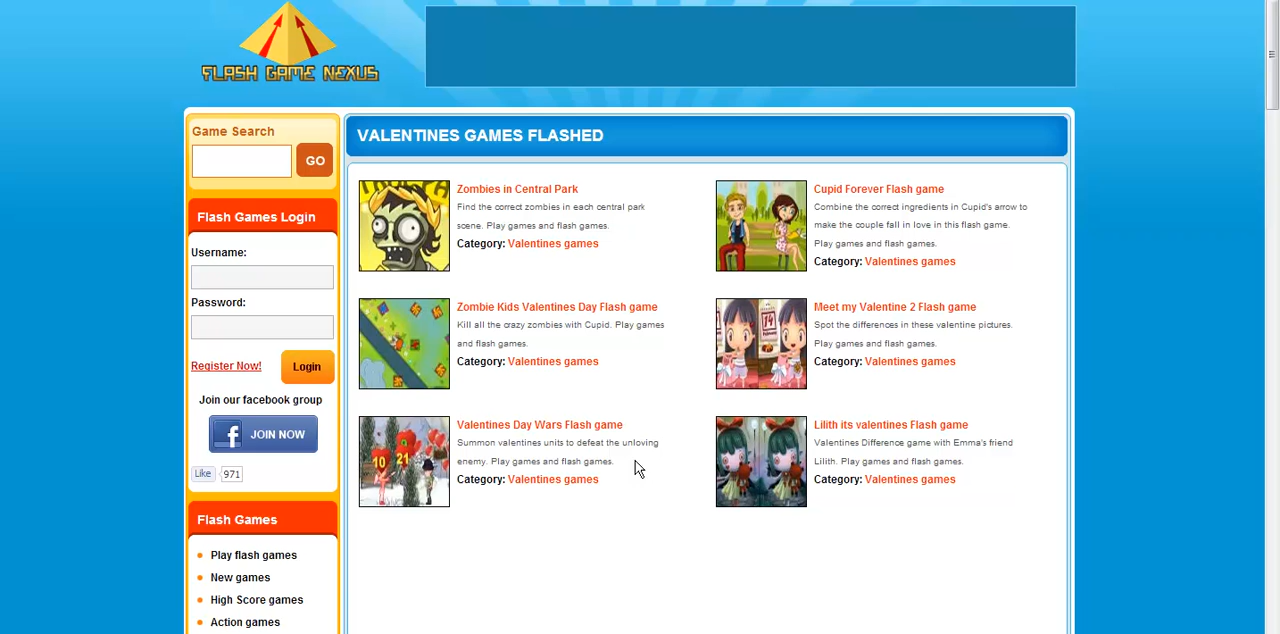 FLASH GAME NEXUS
Game Search
GO
Flash Games Login
Username:
Password:
Register Now!
Login
Join our facebook group
JOIN NOW
Like
971
Flash Games
Play flash games
New games
High Score games
Action games
VALENTINES GAMES FLASHED
Zombies in Central Park
Find the correct zombies in each central park
scene. Play games and flash games.
Category: Valentines games
Cupid Forever Flash game
Combine the correct ingredients in Cupid's arrow to
make the couple fall in love in this flash game.
Play games and flash games.
Category: Valentines games
Zombie Kids Valentines Day Flash game
Kill all the crazy zombies with Cupid. Play games
and flash games.
Category: Valentines games
14
Meet my Valentine 2 Flash game
Spot the differences in these valentine pictures.
Play games and flash games.
Category: Valentines games
10
21
Valentines Day Wars Flash game
Summon valentines units to defeat the unloving
enemy. Play games and flash games.
Category: Valentines games
Lilith its valentines Flash game
Valentines Difference game with Emma's friend
Lilith. Play games and flash games.
Category: Valentines games